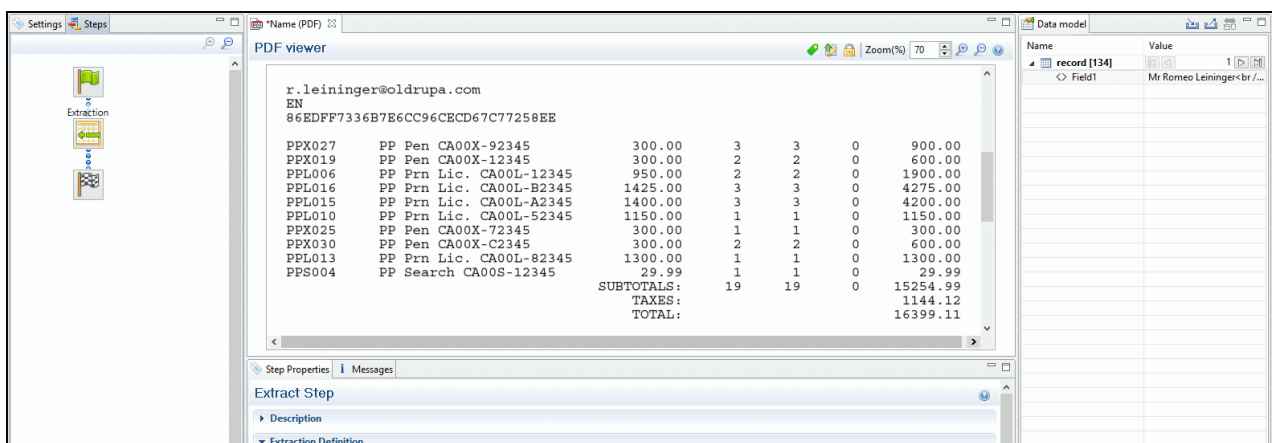 Settings Steps
*Name (PDF)
Data model
PDF viewer
Zoom(%) 70
Name Value
record [134] 1
Field1 Mr Romeo Leininger<br /...
Extraction
r.leininger@oldrupa.com
EN
86EDFF7336B7E6CC96CECD67C77258EE
PPX027 PP Pen CA00X-92345 300.00 3 3 0 900.00
PPX019 PP Pen CA00X-12345 300.00 2 2 0 600.00
PPL006 PP Prn Lic. CA00L-12345 950.00 2 2 0 1900.00
PPL016 PP Prn Lic. CA00L-B2345 1425.00 3 3 0 4275.00
PPL015 PP Prn Lic. CA00L-A2345 1400.00 3 3 0 4200.00
PPL010 PP Prn Lic. CA00L-52345 1150.00 1 1 0 1150.00
PPX025 PP Pen CA00X-72345 300.00 1 1 0 300.00
PPX030 PP Pen CA00X-C2345 300.00 2 2 0 600.00
PPL013 PP Prn Lic. CA00L-82345 1300.00 1 1 0 1300.00
PPS004 PP Search CA00S-12345 29.99 1 1 0 29.99
SUBTOTALS: 19 19 0 15254.99
TAXES: 1144.12
TOTAL: 16399.11
Step Properties Messages
Extract Step
Description
Extraction Definition